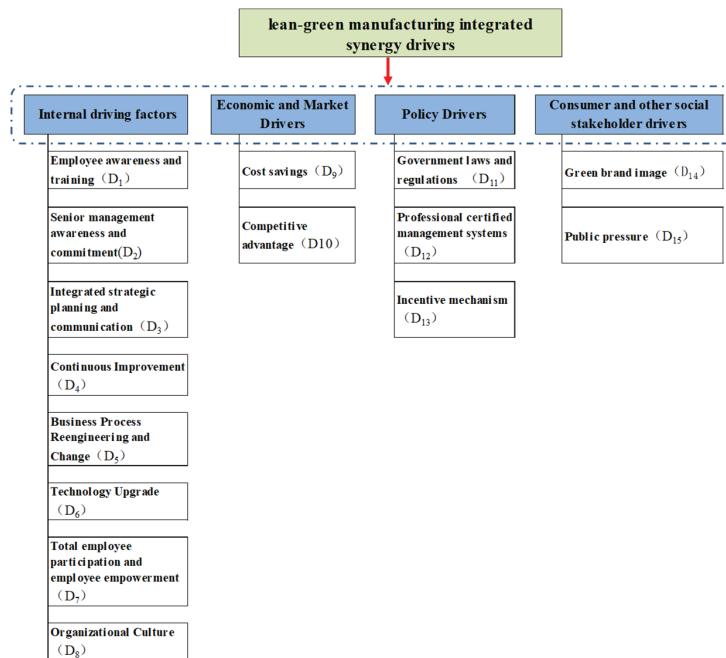 lean-green manufacturing integrated
synergy drivers
Internal driving factors
Economic and Market
Drivers
Policy Drivers
Consumer and other social
stakeholder drivers
Employee awareness and
training（D₁）
Senior management
awareness and
commitment(D₂)
Integrated strategic
planning and
communication（D₃）
Continuous Improvement
（D₄）
Business Process
Reengineering and
Change（D₅）
Technology Upgrade
（D₆）
Total employee
participation and
employee empowerment
（D₇）
Organizational Culture
（D₈）
Cost savings（D₉）
Competitive
advantage（D10）
Government laws and
regulations （D₁₁）
Professional certified
management systems
（D₁₂）
Incentive mechanism
（D₁₃）
Green brand image（D₁₄）
Public pressure（D₁₅）